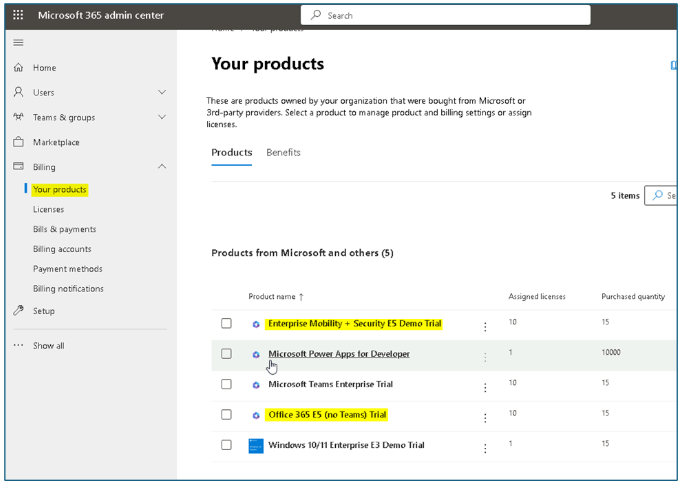 Microsoft 365 admin center
Search
Home
Users
Teams & groups
Marketplace
Billing
Your products
Licenses
Bills & payments
Billing accounts
Payment methods
Billing notifications
Setup
Show all
Your products
These are products owned by your organization that were bought from Microsoft or
3rd-party providers. Select a product to manage product and billing settings or assign
licenses.
Products Benefits
5 items Se
Products from Microsoft and others (5)
Product name ↑ Assigned licenses Purchased quantity
Enterprise Mobility + Security E5 Demo Trial 10 15
Microsoft Power Apps for Developer 1 10000
Microsoft Teams Enterprise Trial 10 15
Office 365 E5 (no Teams) Trial 10 15
Windows 10/11 Enterprise E3 Demo Trial 1 15